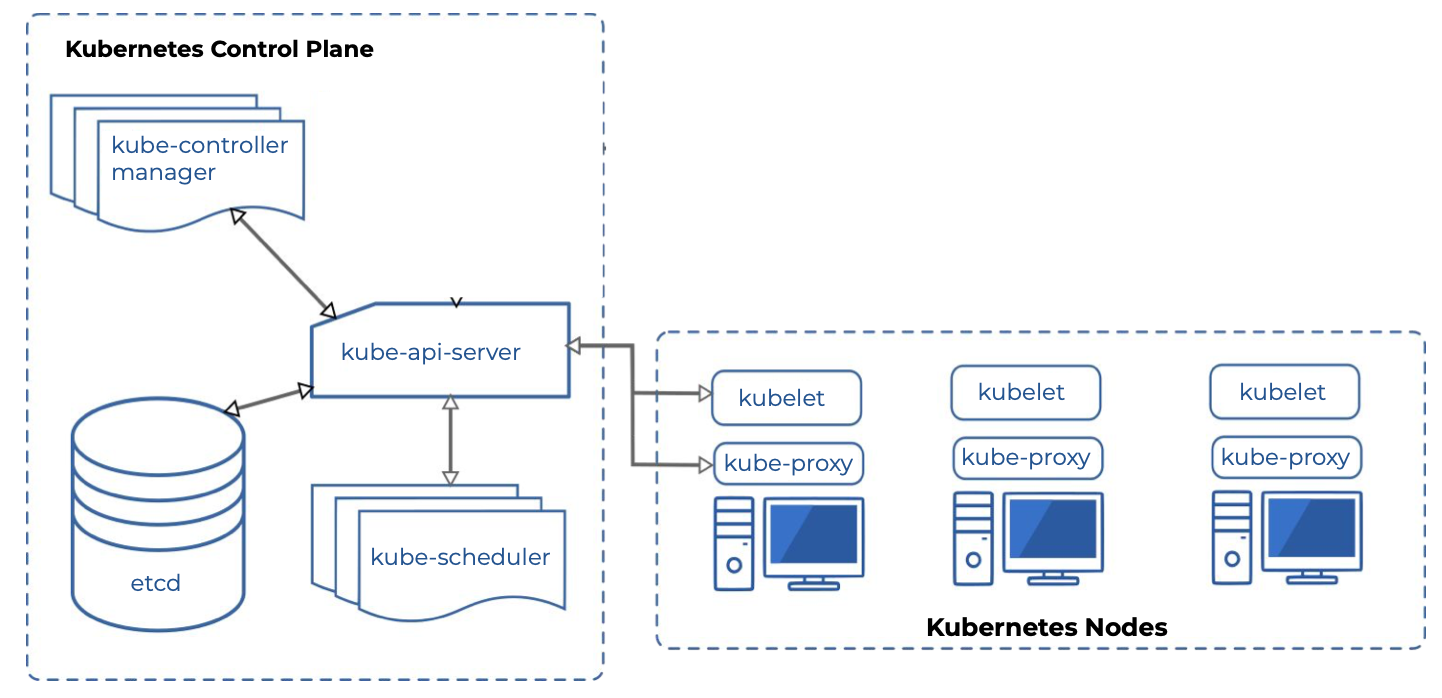 Kubernetes Control Plane
kube-controller
manager
kube-api-server
etcd
kube-scheduler
kubelet
kubelet
kubelet
kube-proxy
kube-proxy
kube-proxy
Kubernetes Nodes